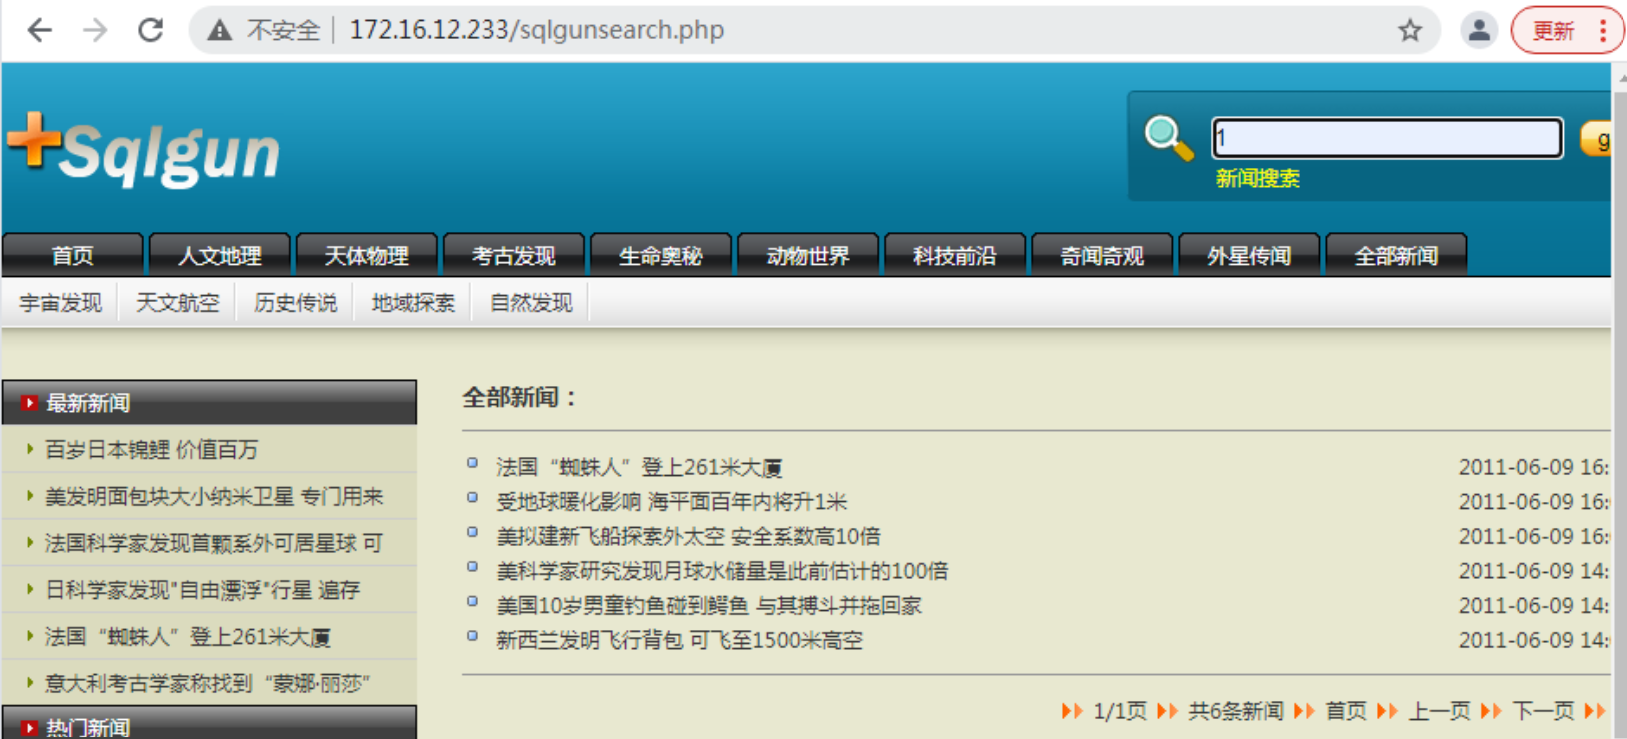 不安全 172.16.12.233/sqlgunsearch.php 更新
Sqlgun
1 g
新闻搜索
首页 人文地理 天体物理 考古发现 生命奥秘 动物世界 科技前沿 奇闻奇观 外星传闻 全部新闻
宇宙发现 天文航空 历史传说 地域探索 自然发现
最新新闻
百岁日本锦鲤 价值百万
美发明面包块大小纳米卫星 专门用来
法国科学家发现首颗系外可居星球 可
日科学家发现"自由漂浮"行星 遍存
法国“蜘蛛人”登上261米大厦
意大利考古学家称找到“蒙娜·丽莎”
热门新闻
全部新闻：
法国“蜘蛛人”登上261米大厦 2011-06-09 16:
受地球暖化影响 海平面百年内将升1米 2011-06-09 16:
美拟建新飞船探索外太空 安全系数高10倍 2011-06-09 16:
美科学家研究发现月球水储量是此前估计的100倍 2011-06-09 14:
美国10岁男童钓鱼碰到鳄鱼 与其搏斗并拖回家 2011-06-09 14:
新西兰发明飞行背包 可飞至1500米高空 2011-06-09 14:
1/1页 共6条新闻 首页 上一页 下一页